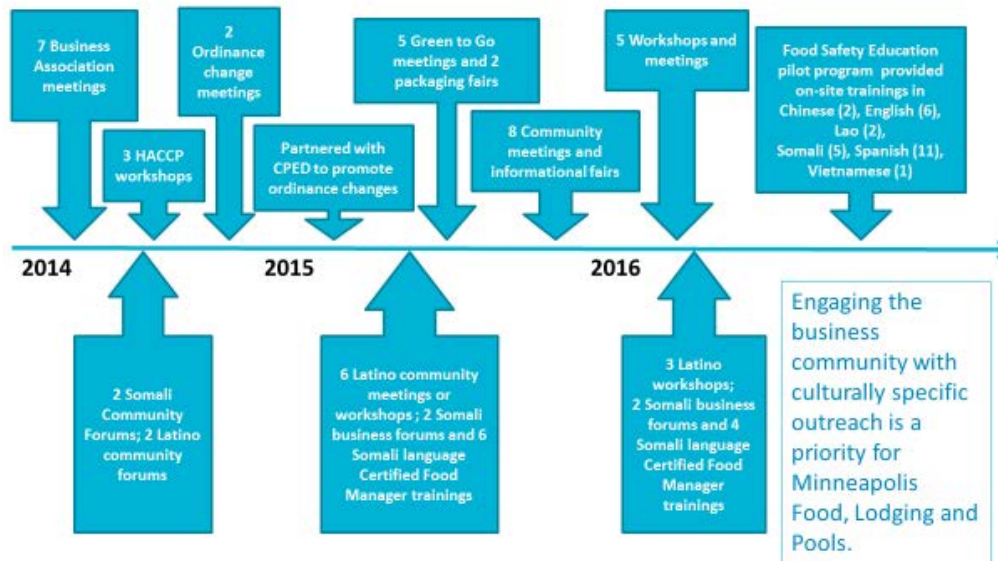 7 Business
Association
meetings
3 HACCP
workshops
2
Ordinance
change
meetings
Partnered with
CPED to promote
ordinance changes
5 Green to Go
meetings and 2
packaging fairs
8 Community
meetings and
informational fairs
5 Workshops and
meetings
Food Safety Education
pilot program provided
on-site trainings in
Chinese (2), English (6),
Lao (2),
Somali (5), Spanish (11),
Vietnamese (1)
2014
2015
2016
2 Somali
Community
Forums; 2 Latino
community
forums
6 Latino community
meetings or
workshops ; 2 Somali
business forums and 6
Somali language
Certified Food
Manager trainings
3 Latino
workshops;
2 Somali business
forums and 4
Somali language
Certified Food
Manager
trainings
Engaging the
business
community with
culturally specific
outreach is a
priority for
Minneapolis
Food, Lodging and
Pools.